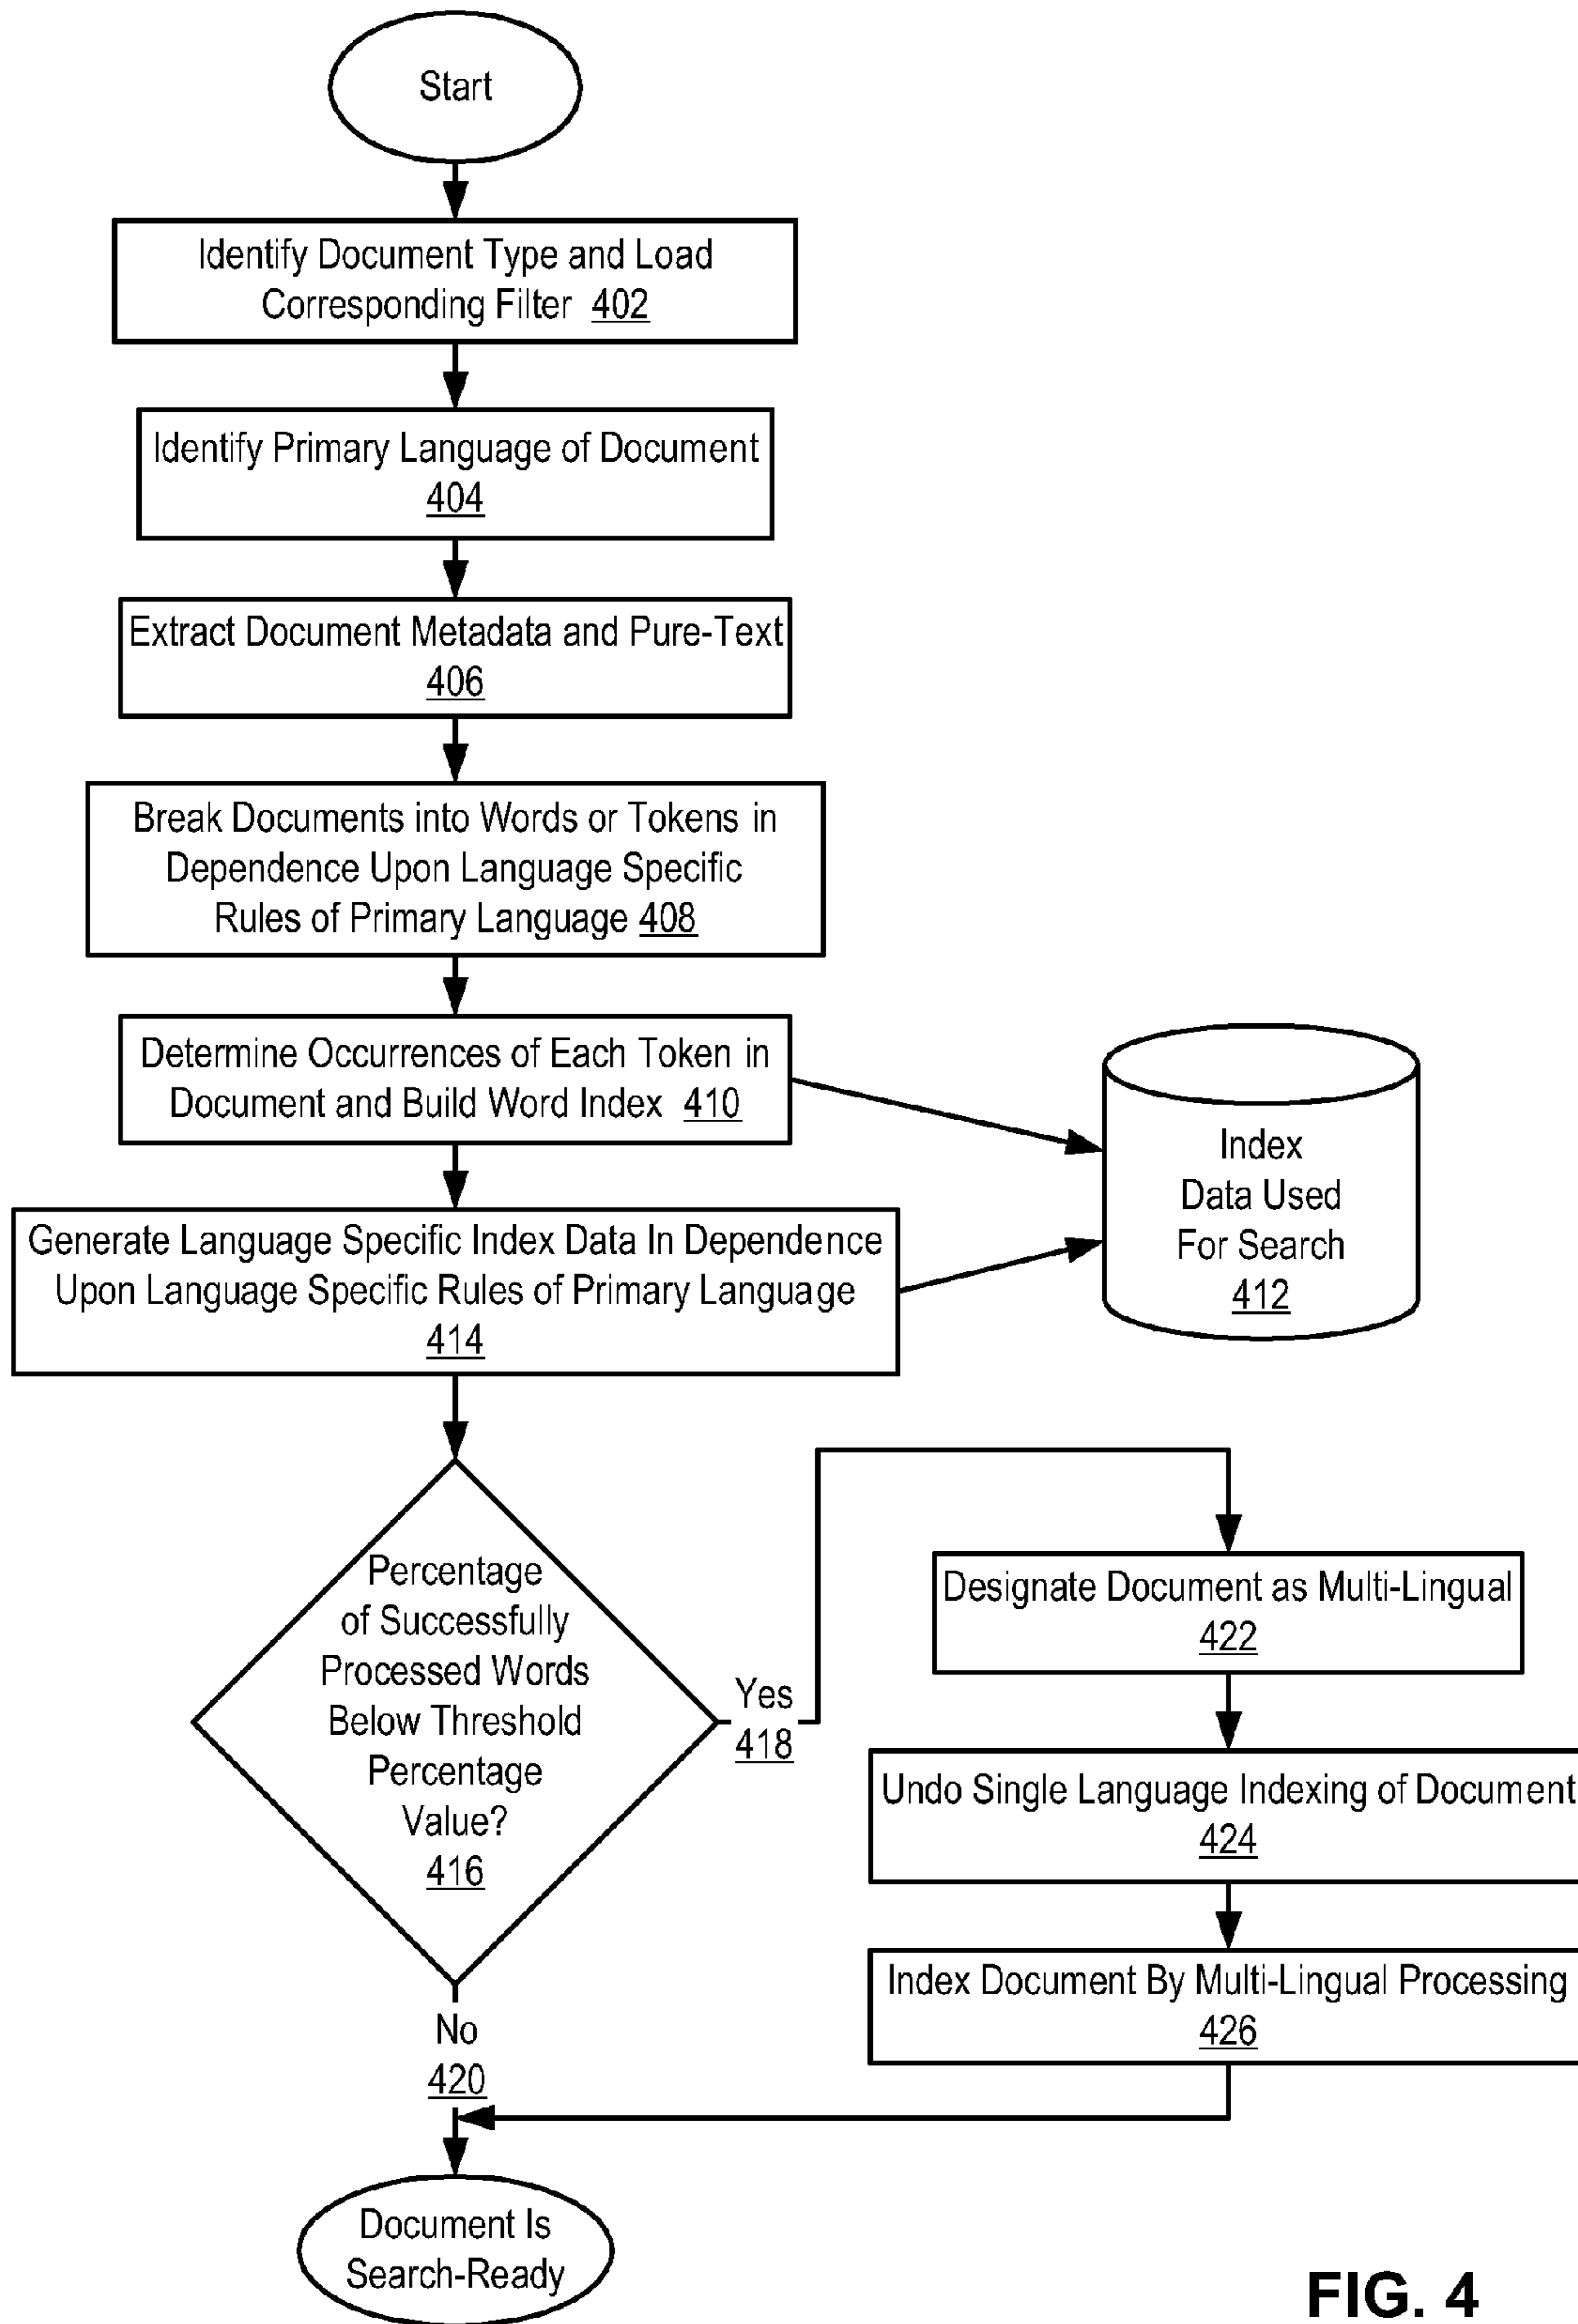 Start
Identify Document Type and Load
Corresponding Filter 402
Identify Primary Language of Document
404
Extract Document Metadata and Pure-Text
406
Break Documents into Words or Tokens in
Dependence Upon Language Specific
Rules of Primary Language 408
Determine Occurrences of Each Token in
Document and Build Word Index 410
Index
Data Used
For Search
412
Generate Language Specific Index Data In Dependence
Upon Language Specific Rules of Primary Language
414
Percentage
of Successfully
Processed Words
Below Threshold
Percentage
Value?
416
Yes
418
Designate Document as Multi-Lingual
422
Undo Single Language Indexing of Document
424
Index Document By Multi-Lingual Processing
426
No
420
Document Is
Search-Ready
FIG. 4